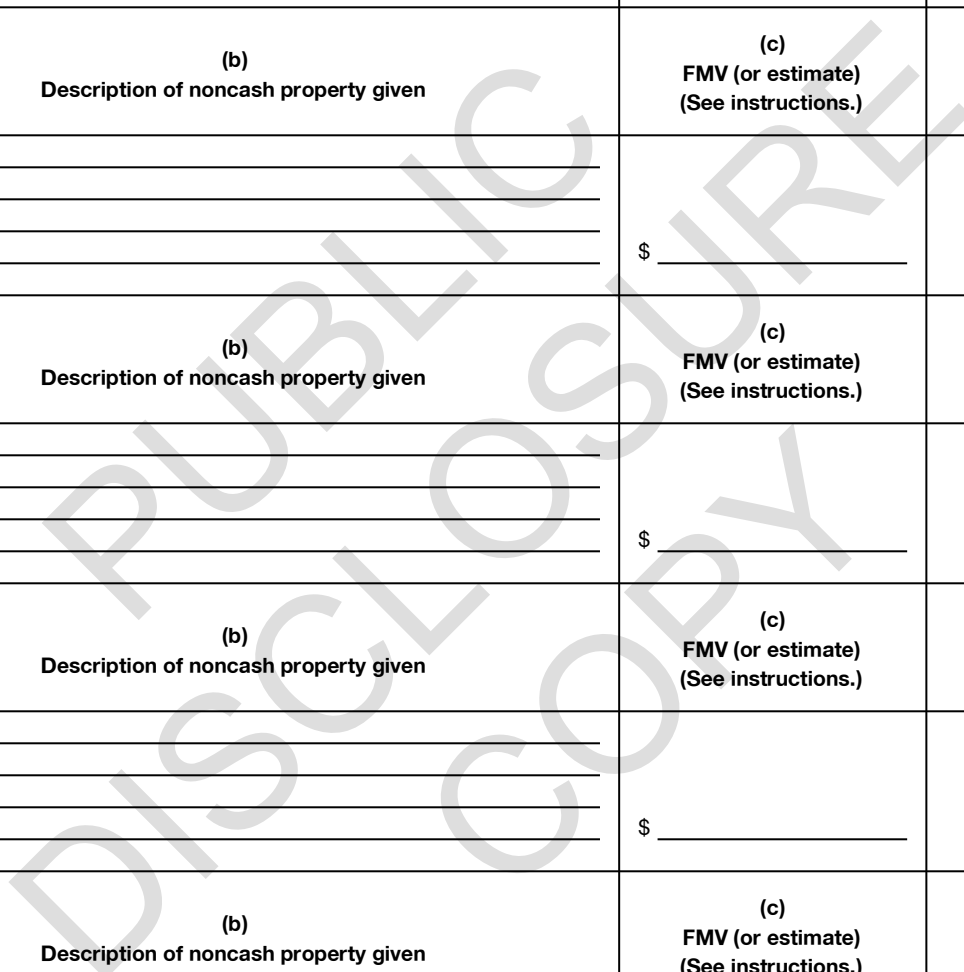 (b)
Description of noncash property given
(c)
FMV (or estimate)
(See instructions.)
$
(b)
Description of noncash property given
(c)
FMV (or estimate)
(See instructions.)
$
(b)
Description of noncash property given
(c)
FMV (or estimate)
(See instructions.)
$
(b)
Description of noncash property given
(c)
FMV (or estimate)
(See instructions.)
PUBLIC
DISCLOSURE
COPY